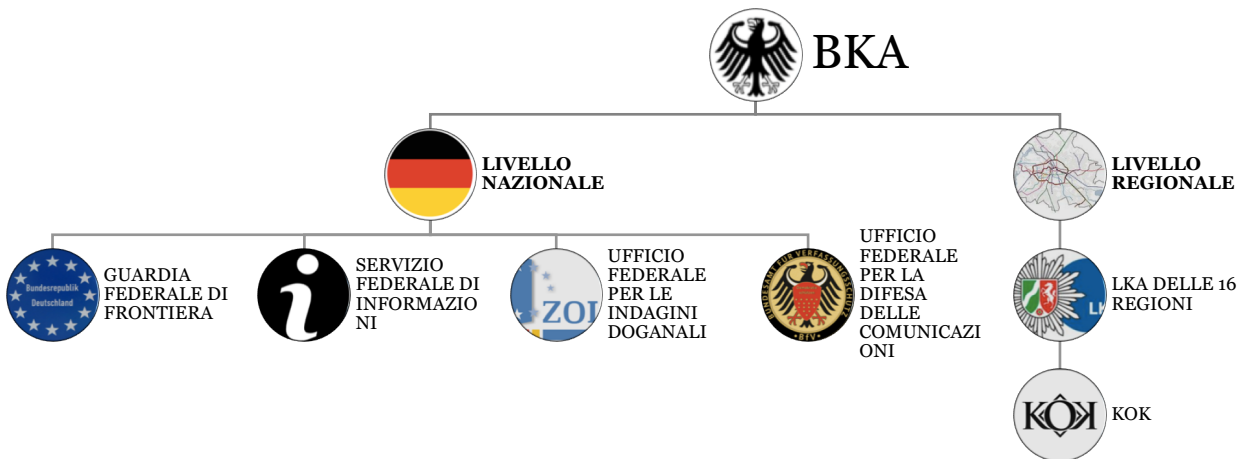 BKA
LIVELLO
NAZIONALE
LIVELLO
REGIONALE
Bundesrepublik
Deutschland
GUARDIA
FEDERALE DI
FRONTIERA
i
SERVIZIO
FEDERALE DI
INFORMAZIO
NI
ZOI
UFFICIO
FEDERALE
PER LE
INDAGINI
DOGANALI
BUNDESAMT FÜR VERFASSUNGSSCHUTZ
•BfV•
UFFICIO
FEDERALE
PER LA
DIFESA
DELLE
COMUNICAZI
ONI
LK
LKA DELLE 16
REGIONI
KOK
KOK